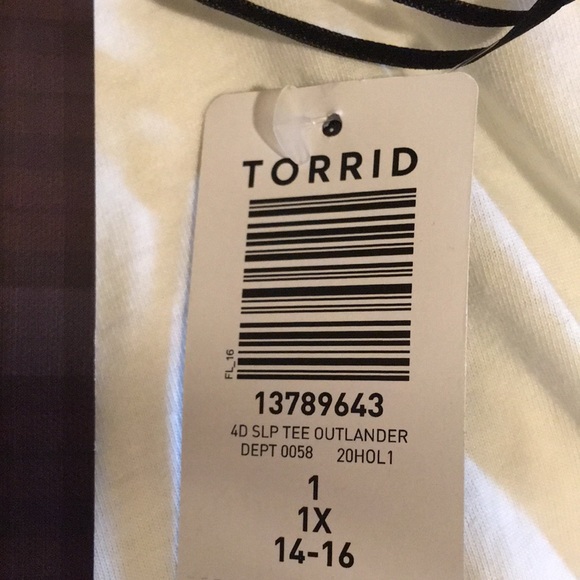 TORRID
FL_16
13789643
4D SLP TEE OUTLANDER
DEPT 0058 20HOL1
1
1X
14-16